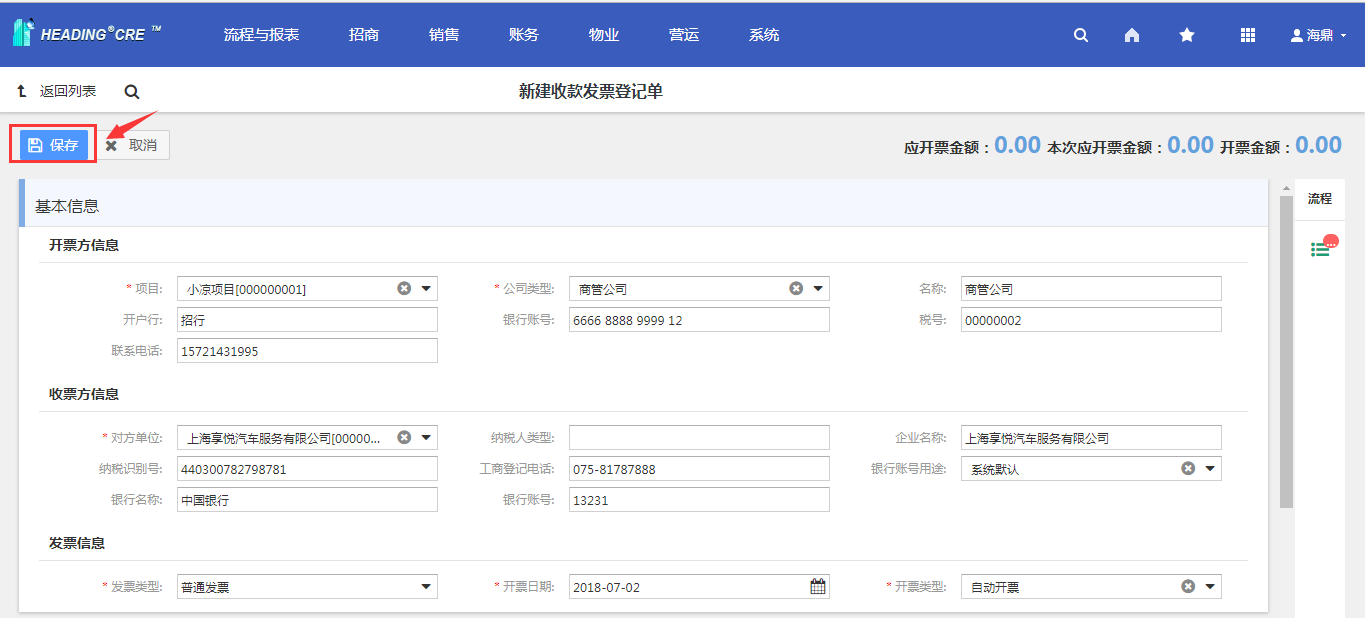 HEADING®CRE ™ 流程与报表 招商 销售 账务 物业 营运 系统 海鼎
返回列表 新建收款发票登记单
保存 取消 应开票金额：0.00 本次应开票金额：0.00 开票金额：0.00
基本信息 流程
开票方信息
* 项目: 小凉项目[000000001] * 公司类型: 商管公司 名称: 商管公司
开户行: 招行 银行账号: 6666 8888 9999 12 税号: 00000002
联系电话: 15721431995
收票方信息
* 对方单位: 上海享悦汽车服务有限公司[00000... 纳税人类型: 企业名称: 上海享悦汽车服务有限公司
纳税识别号: 440300782798781 工商登记电话: 075-81787888 银行账号用途: 系统默认
银行名称: 中国银行 银行账号: 13231
发票信息
* 发票类型: 普通发票 * 开票日期: 2018-07-02 * 开票类型: 自动开票